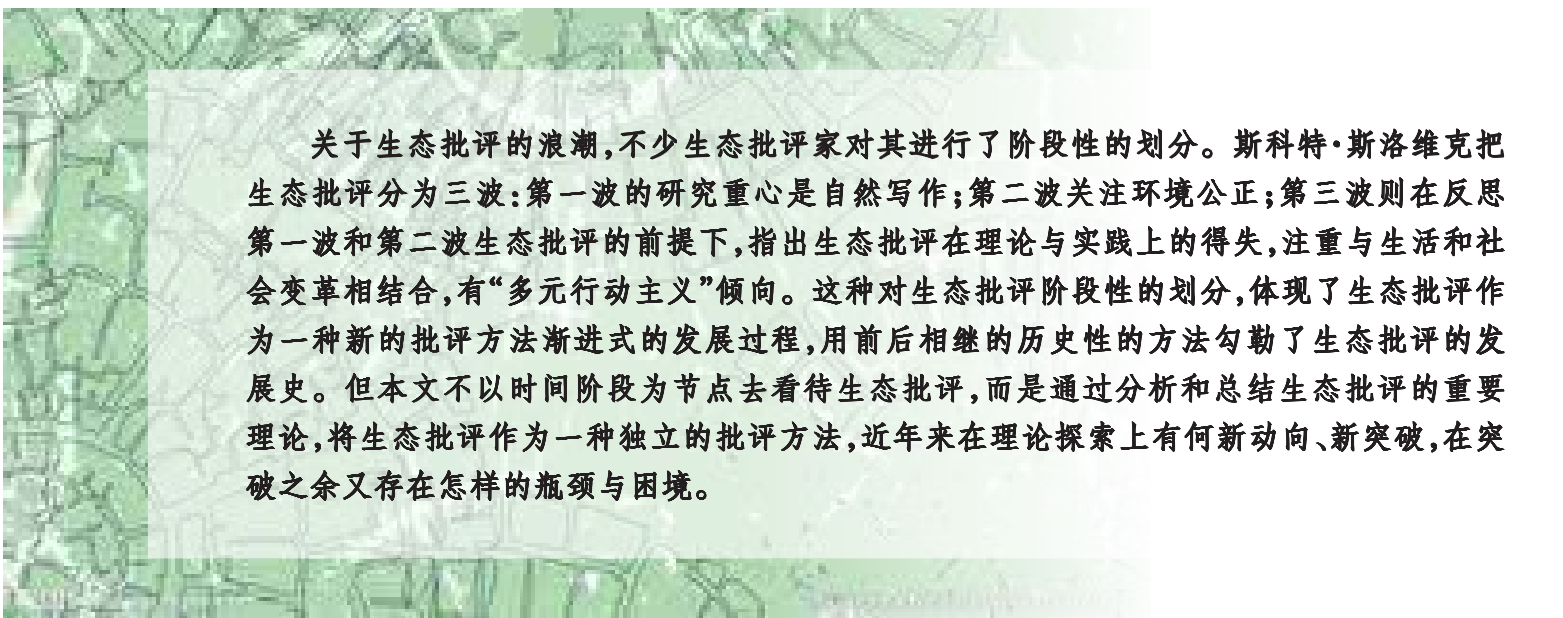 关于生态批评的浪潮,不少生态批评家对其进行了阶段性的划分。斯科特·斯洛维克把
生态批评分为三波:第一波的研究重心是自然写作;第二波关注环境公正;第三波则在反思
第一波和第二波生态批评的前提下,指出生态批评在理论与实践上的得失,注重与生活和社
会变革相结合,有“多元行动主义”倾向。这种对生态批评阶段性的划分,体现了生态批评作
为一种新的批评方法渐进式的发展过程,用前后相继的历史性的方法勾勒了生态批评的发
展史。但本文不以时间阶段为节点去看待生态批评,而是通过分析和总结生态批评的重要
理论,将生态批评作为一种独立的批评方法,近年来在理论探索上有何新动向、新突破,在突
破之余又存在怎样的瓶颈与困境。